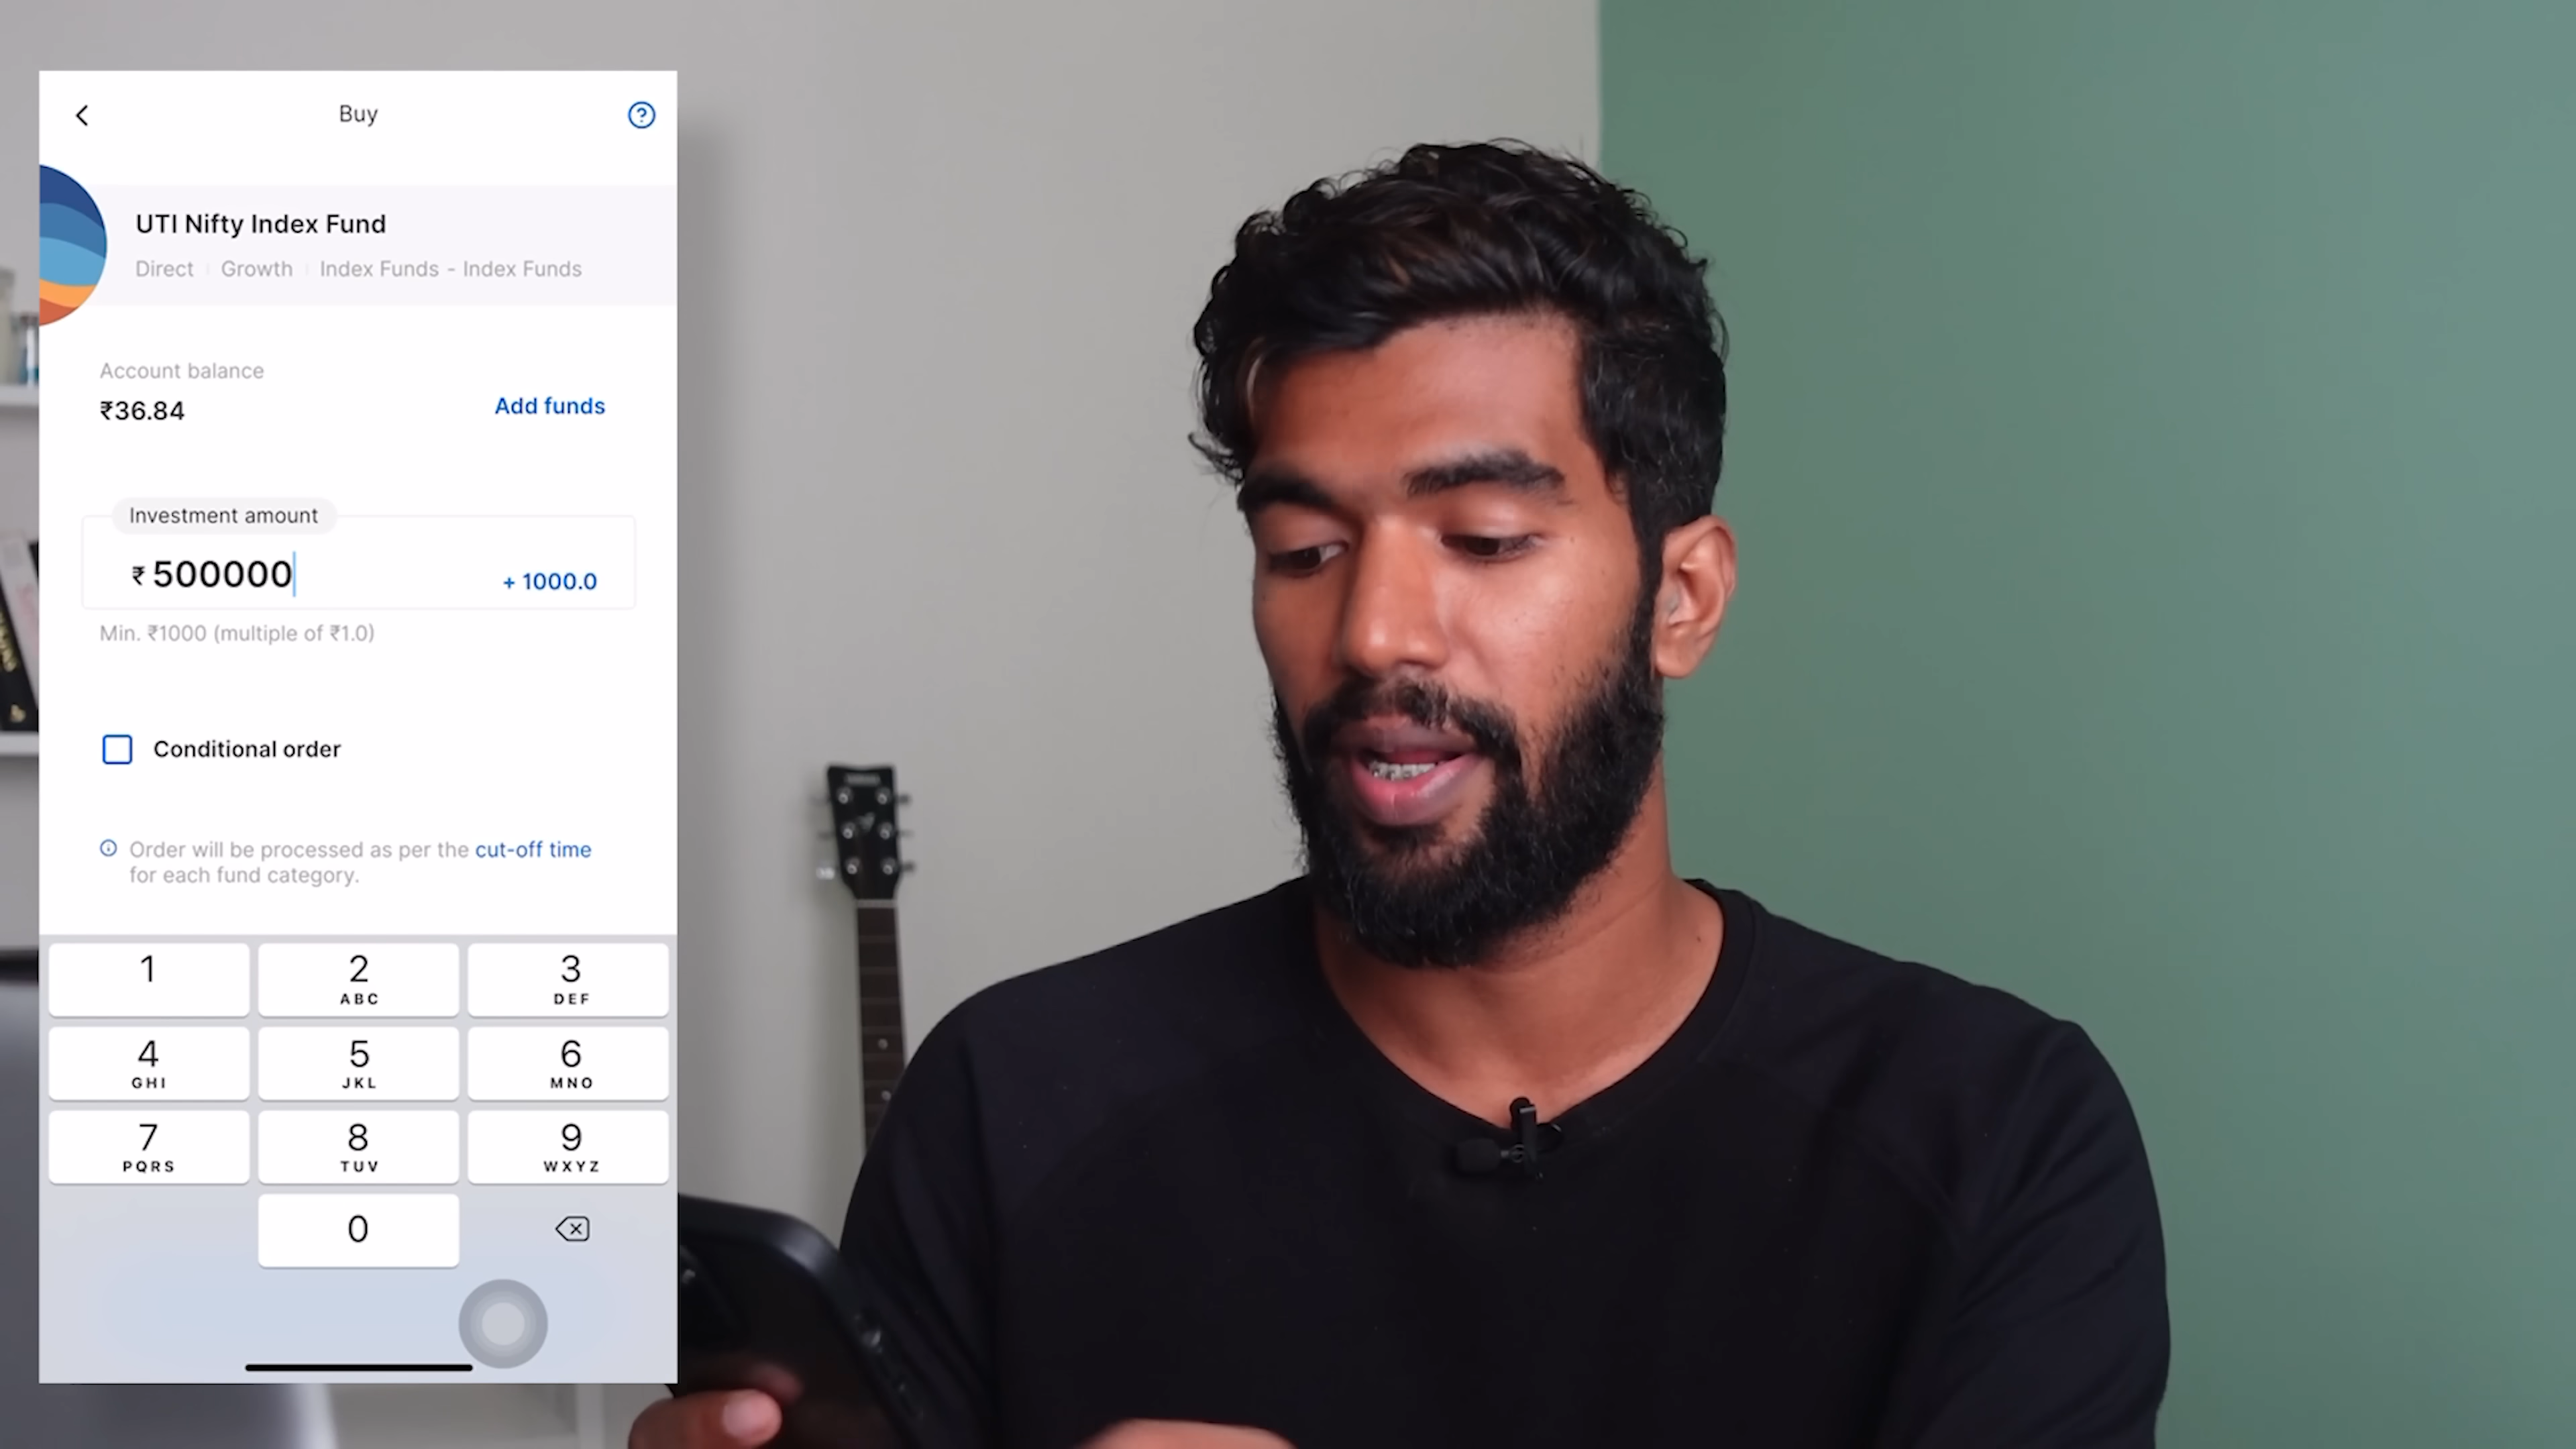 Buy
UTI Nifty Index Fund
Direct Growth Index Funds - Index Funds
Account balance
₹36.84
Add funds
Investment amount
₹ 500000
+ 1000.0
Min. ₹1000 (multiple of ₹1.0)
Conditional order
Order will be processed as per the cut-off time
for each fund category.
1 2 3
ABC DEF
4 5 6
GHI JKL MNO
7 8 9
PQRS TUV WXYZ
0